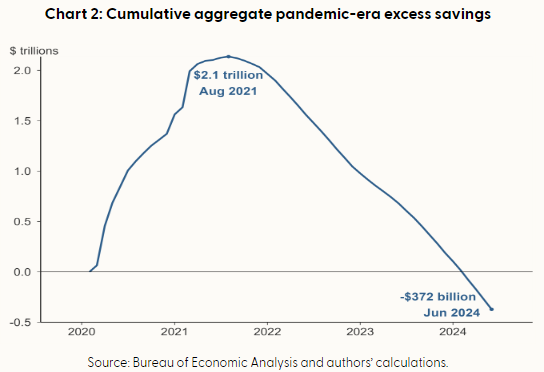 Chart 2: Cumulative aggregate pandemic-era excess savings
$ trillions
2.0
$2.1 trillion
Aug 2021
1.5
1.0
0.5
0.0
-$372 billion
Jun 2024
-0.5
2020 2021 2022 2023 2024
Source: Bureau of Economic Analysis and authors' calculations.